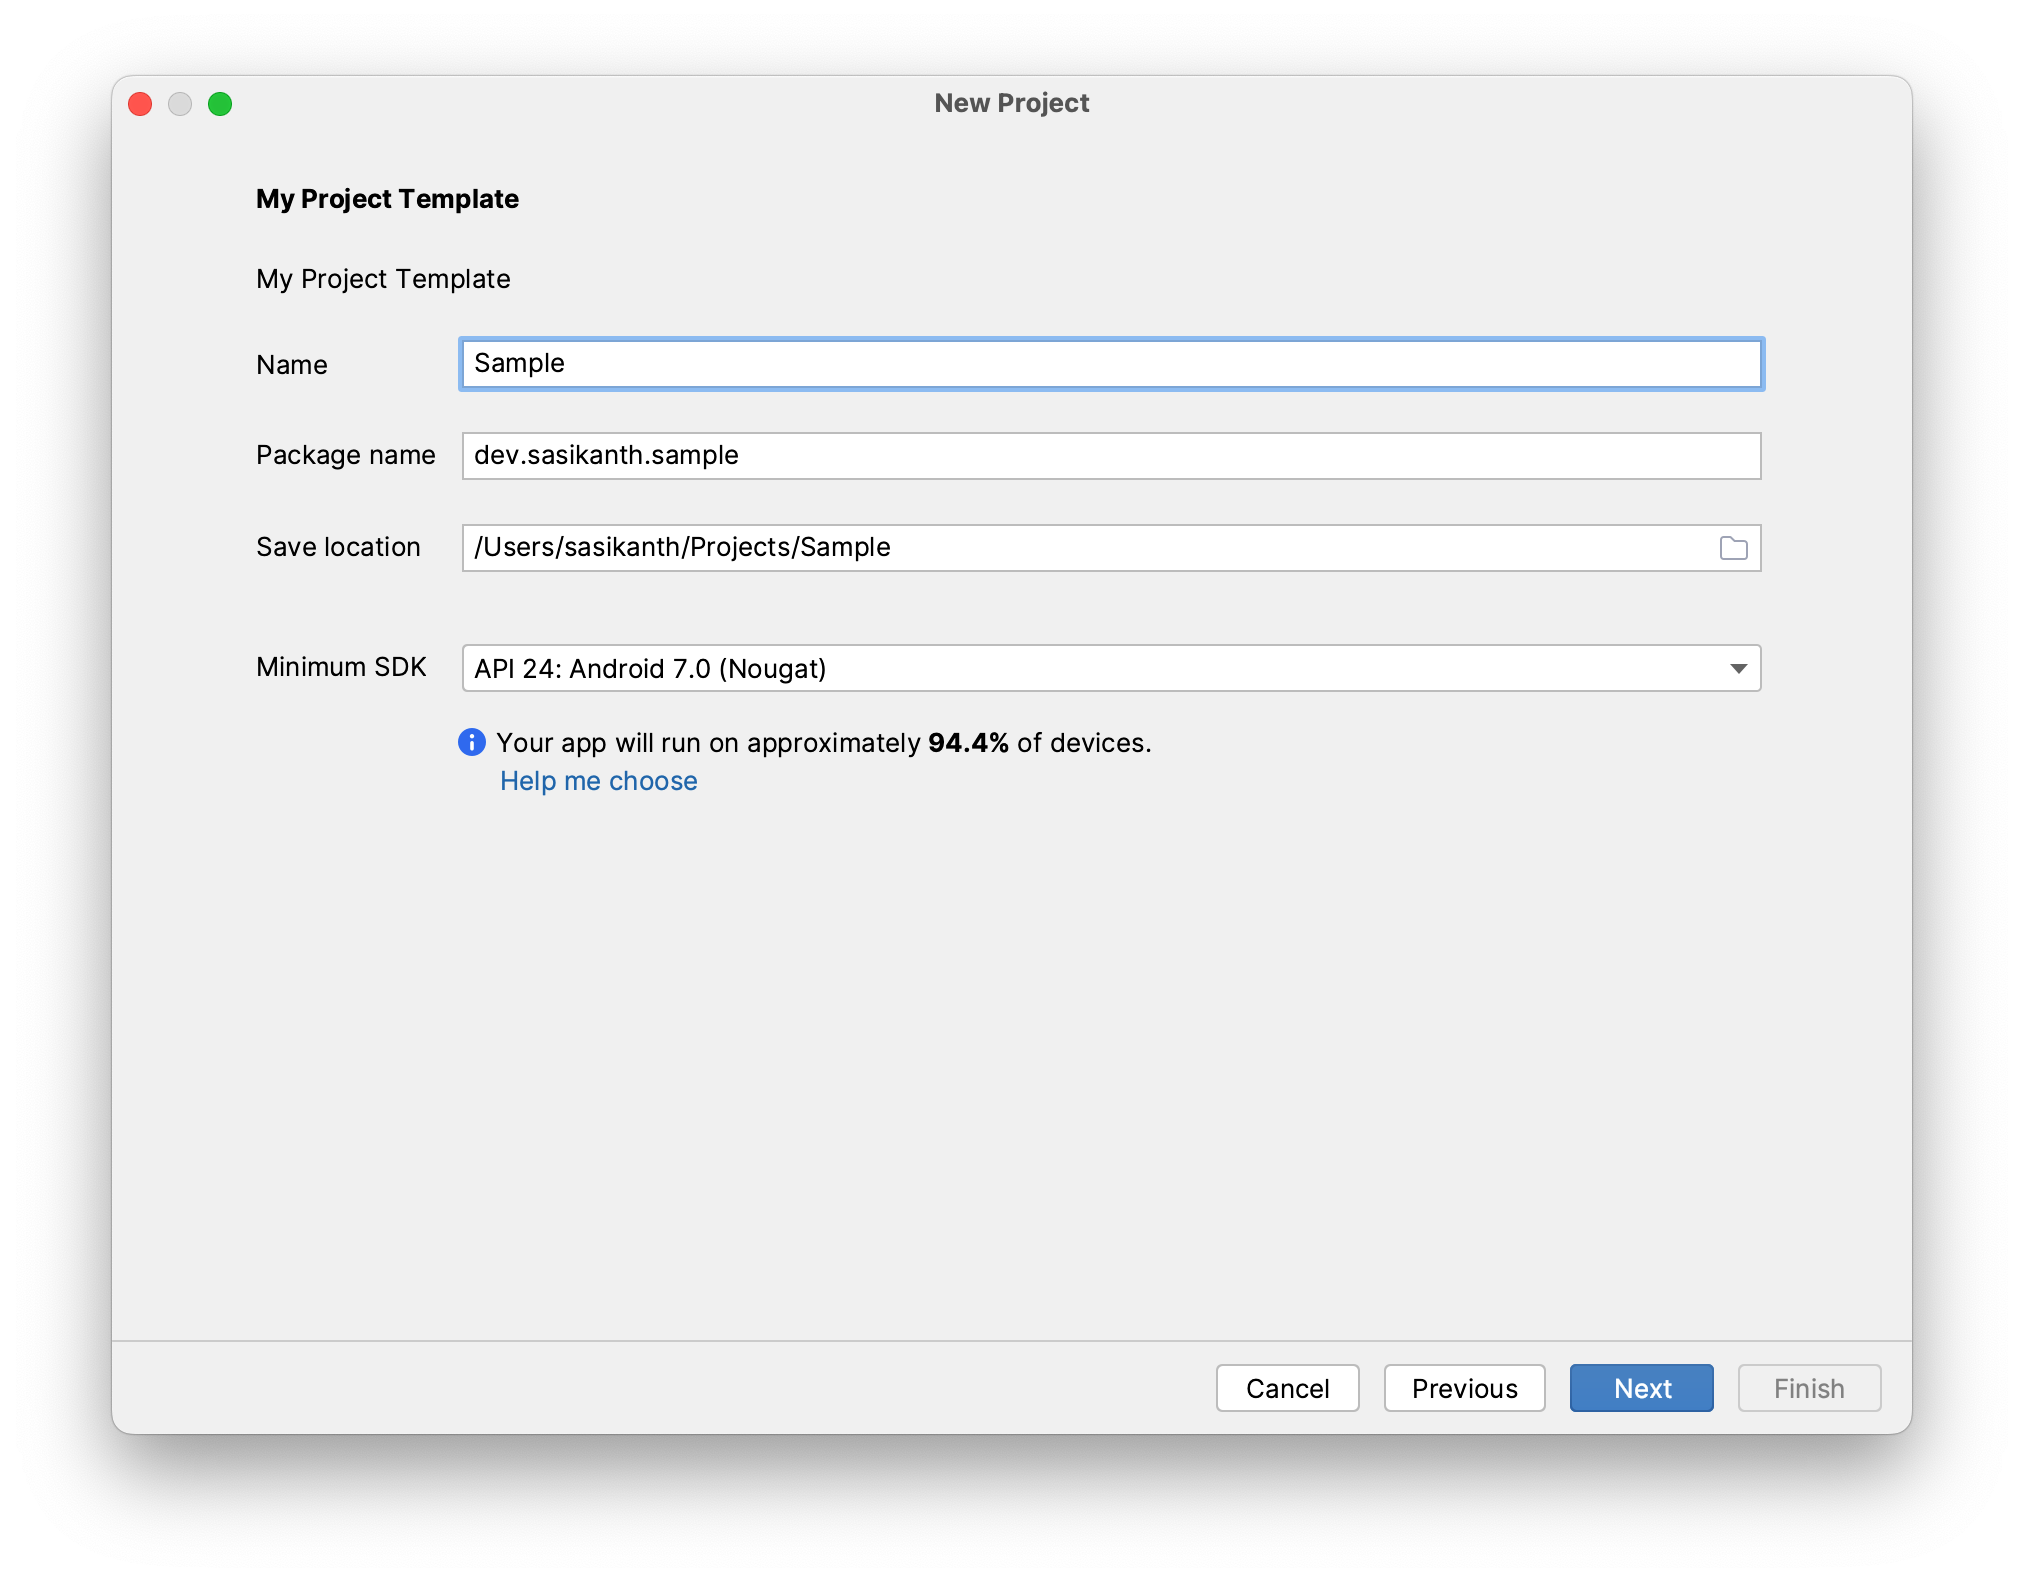 New Project
My Project Template
My Project Template
Name
Sample
Package name
dev.sasikanth.sample
Save location
/Users/sasikanth/Projects/Sample
Minimum SDK
API 24: Android 7.0 (Nougat)
Your app will run on approximately 94.4% of devices.
Help me choose
Cancel
Previous
Next
Finish